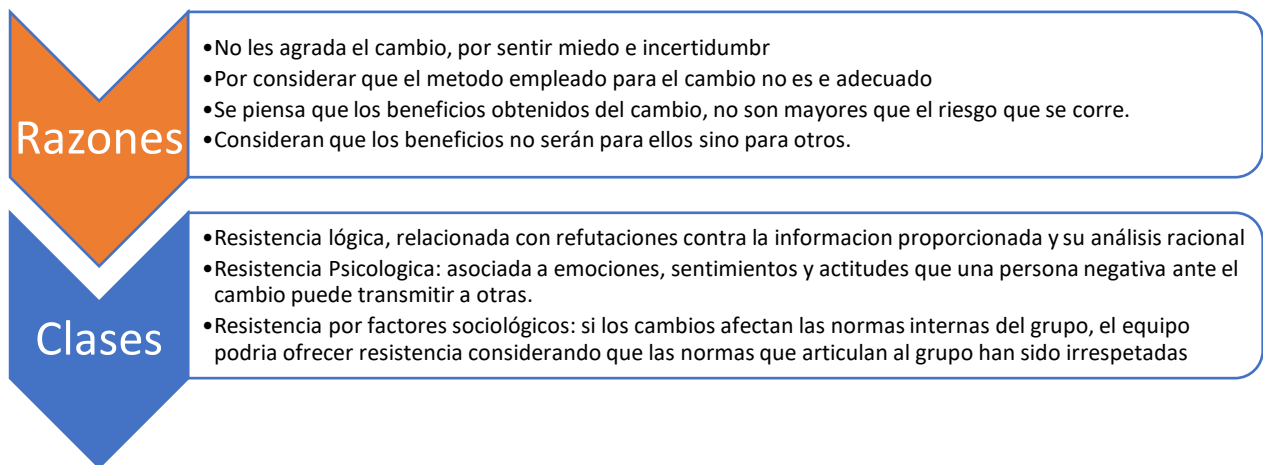 Razones
•No les agrada el cambio, por sentir miedo e incertidumbr
•Por considerar que el metodo empleado para el cambio no es e adecuado
•Se piensa que los beneficios obtenidos del cambio, no son mayores que el riesgo que se corre.
•Consideran que los beneficios no serán para ellos sino para otros.
Clases
•Resistencia lógica, relacionada con refutaciones contra la informacion proporcionada y su análisis racional
•Resistencia Psicologica: asociada a emociones, sentimientos y actitudes que una persona negativa ante el
cambio puede transmitir a otras.
•Resistencia por factores sociológicos: si los cambios afectan las normas internas del grupo, el equipo
podria ofrecer resistencia considerando que las normas que articulan al grupo han sido irrespetadas